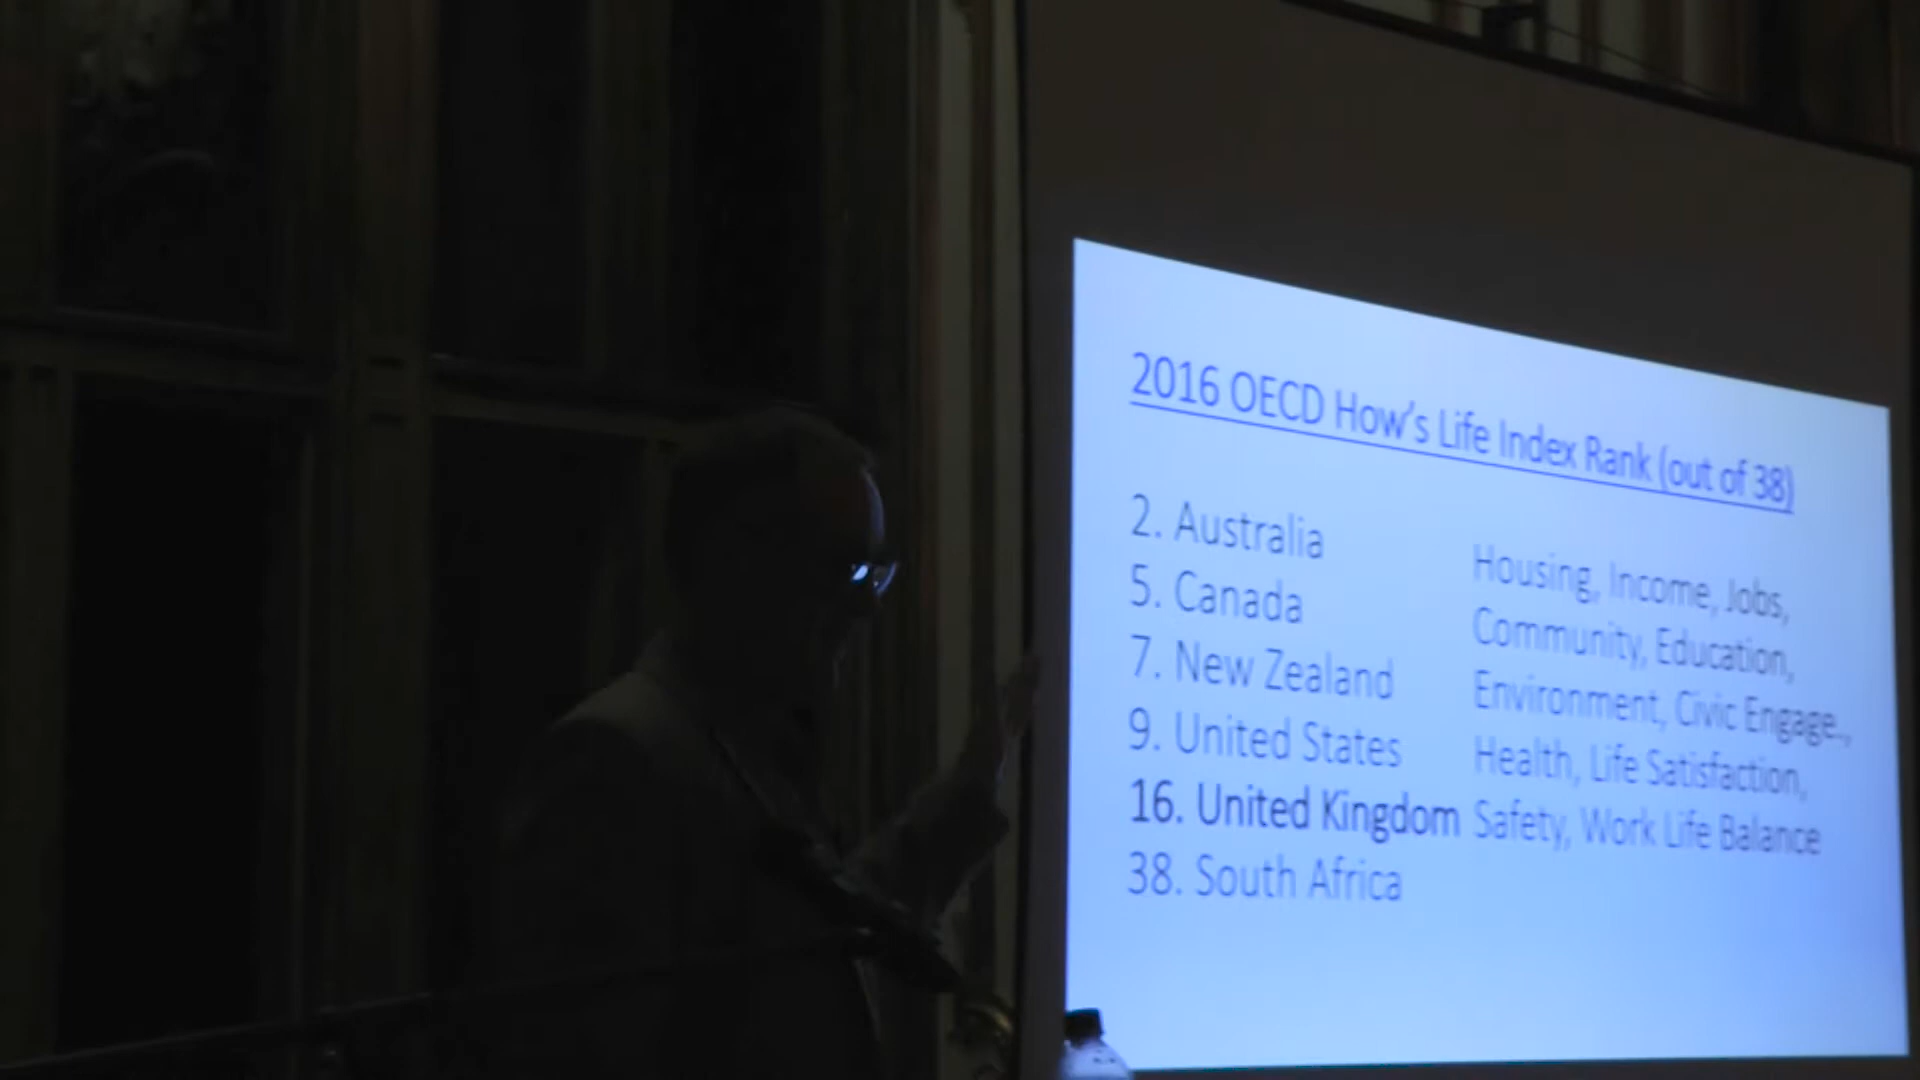 2016 OECD How's Life Index Rank (out of 38)
2. Australia
5. Canada
7. New Zealand
9. United States
16. United Kingdom
38. South Africa
Housing, Income, Jobs,
Community, Education,
Environment, Civic Engage.,
Health, Life Satisfaction,
Safety, Work Life Balance